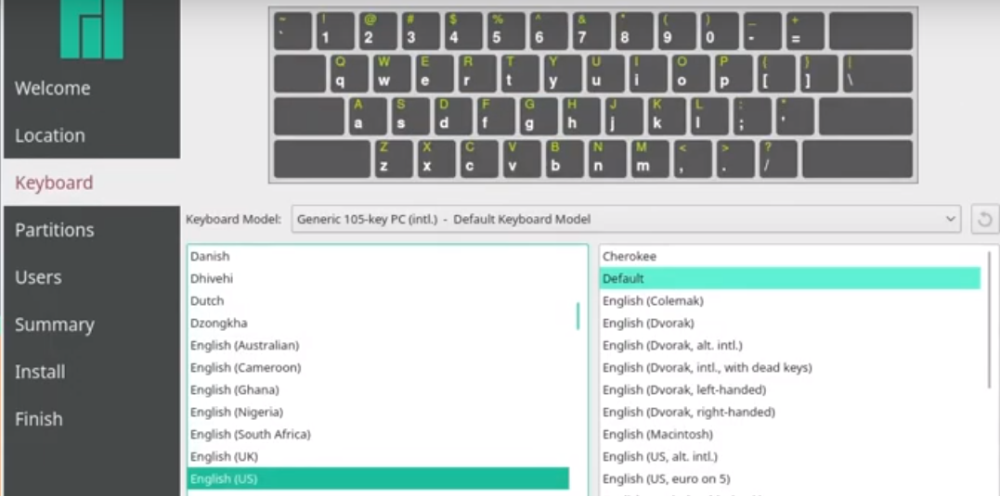 Welcome
Location
Keyboard
Partitions
Users
Summary
Install
Finish
~ ! @ # $ % ^ & * ( ) _ +
` 1 2 3 4 5 6 7 8 9 0 - =
Q W E R T Y U I O P { } |
q w e r t y u i o p [ ] \
A S D F G H J K L : "
a s d f g h j k l ; '
Z X C V B N M < > ?
z x c v b n m , . /
Keyboard Model: Generic 105-key PC (intl.) - Default Keyboard Model
Danish
Dhivehi
Dutch
Dzongkha
English (Australian)
English (Cameroon)
English (Ghana)
English (Nigeria)
English (South Africa)
English (UK)
English (US)
Cherokee
Default
English (Colemak)
English (Dvorak)
English (Dvorak, alt. intl.)
English (Dvorak, intl., with dead keys)
English (Dvorak, left-handed)
English (Dvorak, right-handed)
English (Macintosh)
English (US, alt. intl.)
English (US, euro on 5)